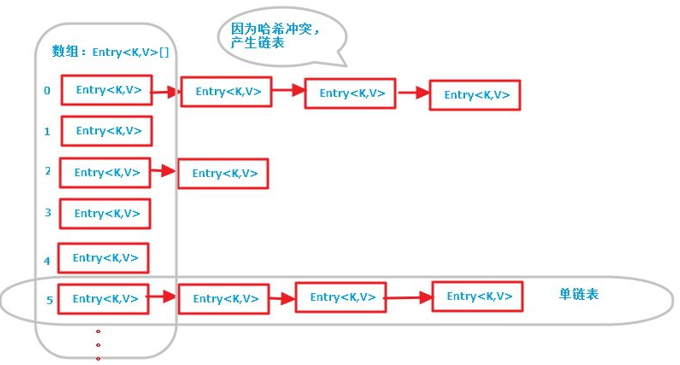 因为哈希冲突，
产生链表
数组：Entry<K,V>[]
0 Entry<K,V> Entry<K,V> Entry<K,V> Entry<K,V>
1 Entry<K,V>
2 Entry<K,V> Entry<K,V>
3 Entry<K,V>
4 Entry<K,V>
5 Entry<K,V> Entry<K,V> Entry<K,V> Entry<K,V> 单链表